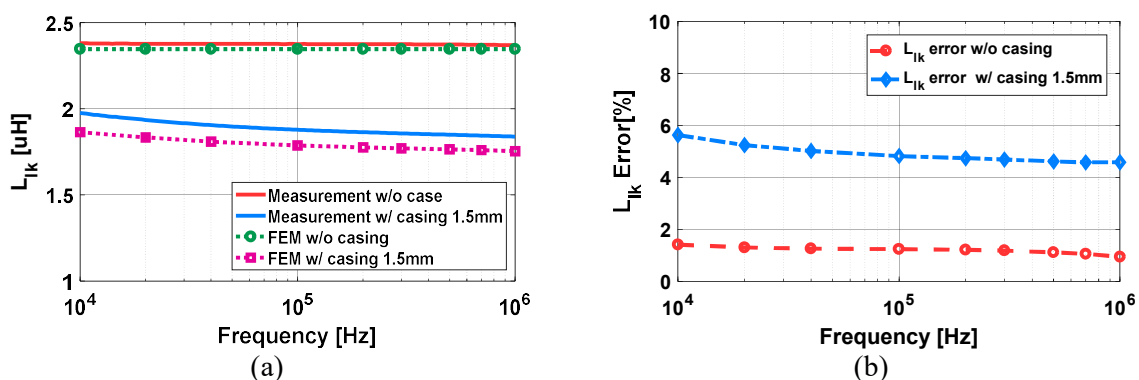 2.5
2
1.5
1
L_lk [uH]
Measurement w/o case
Measurement w/ casing 1.5mm
FEM w/o casing
FEM w/ casing 1.5mm
10^4
10^5
10^6
Frequency [Hz]
(a)
10
8
6
4
2
0
L_lk Error[%]
L_lk error w/o casing
L_lk error w/ casing 1.5mm
10^4
10^5
10^6
Frequency [Hz]
(b)